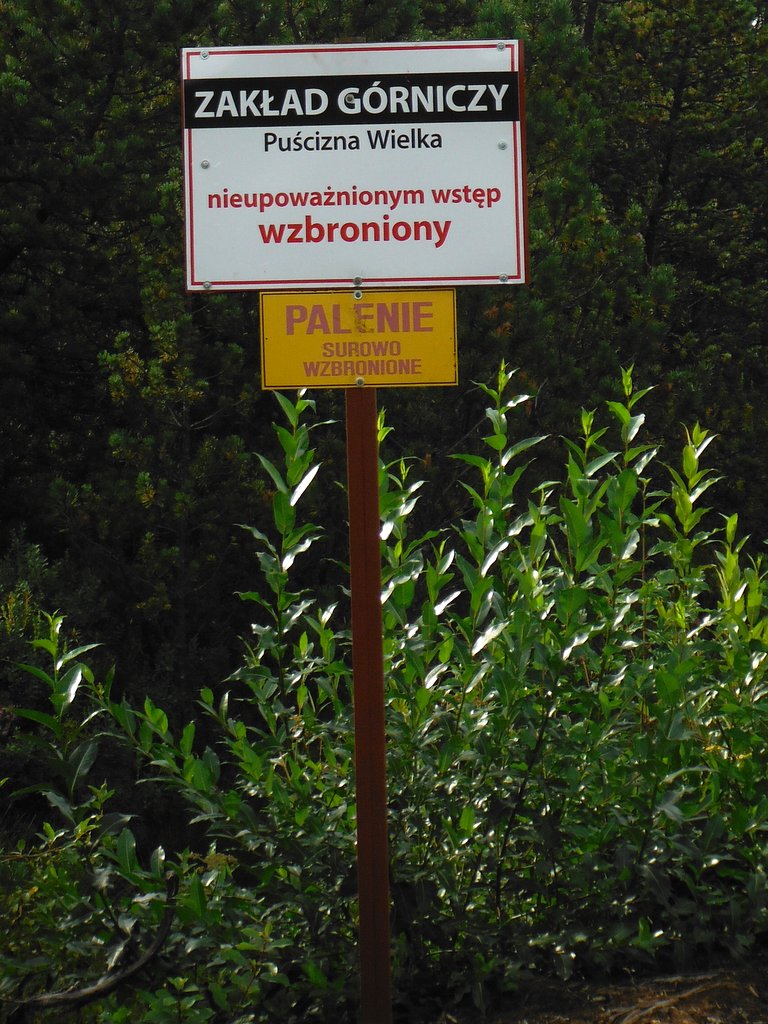 ZAKŁAD GÓRNICZY
Puścizna Wielka
nieupoważnionym wstęp
wzbroniony
PALENIE
SUROWO
WZBRONIONE